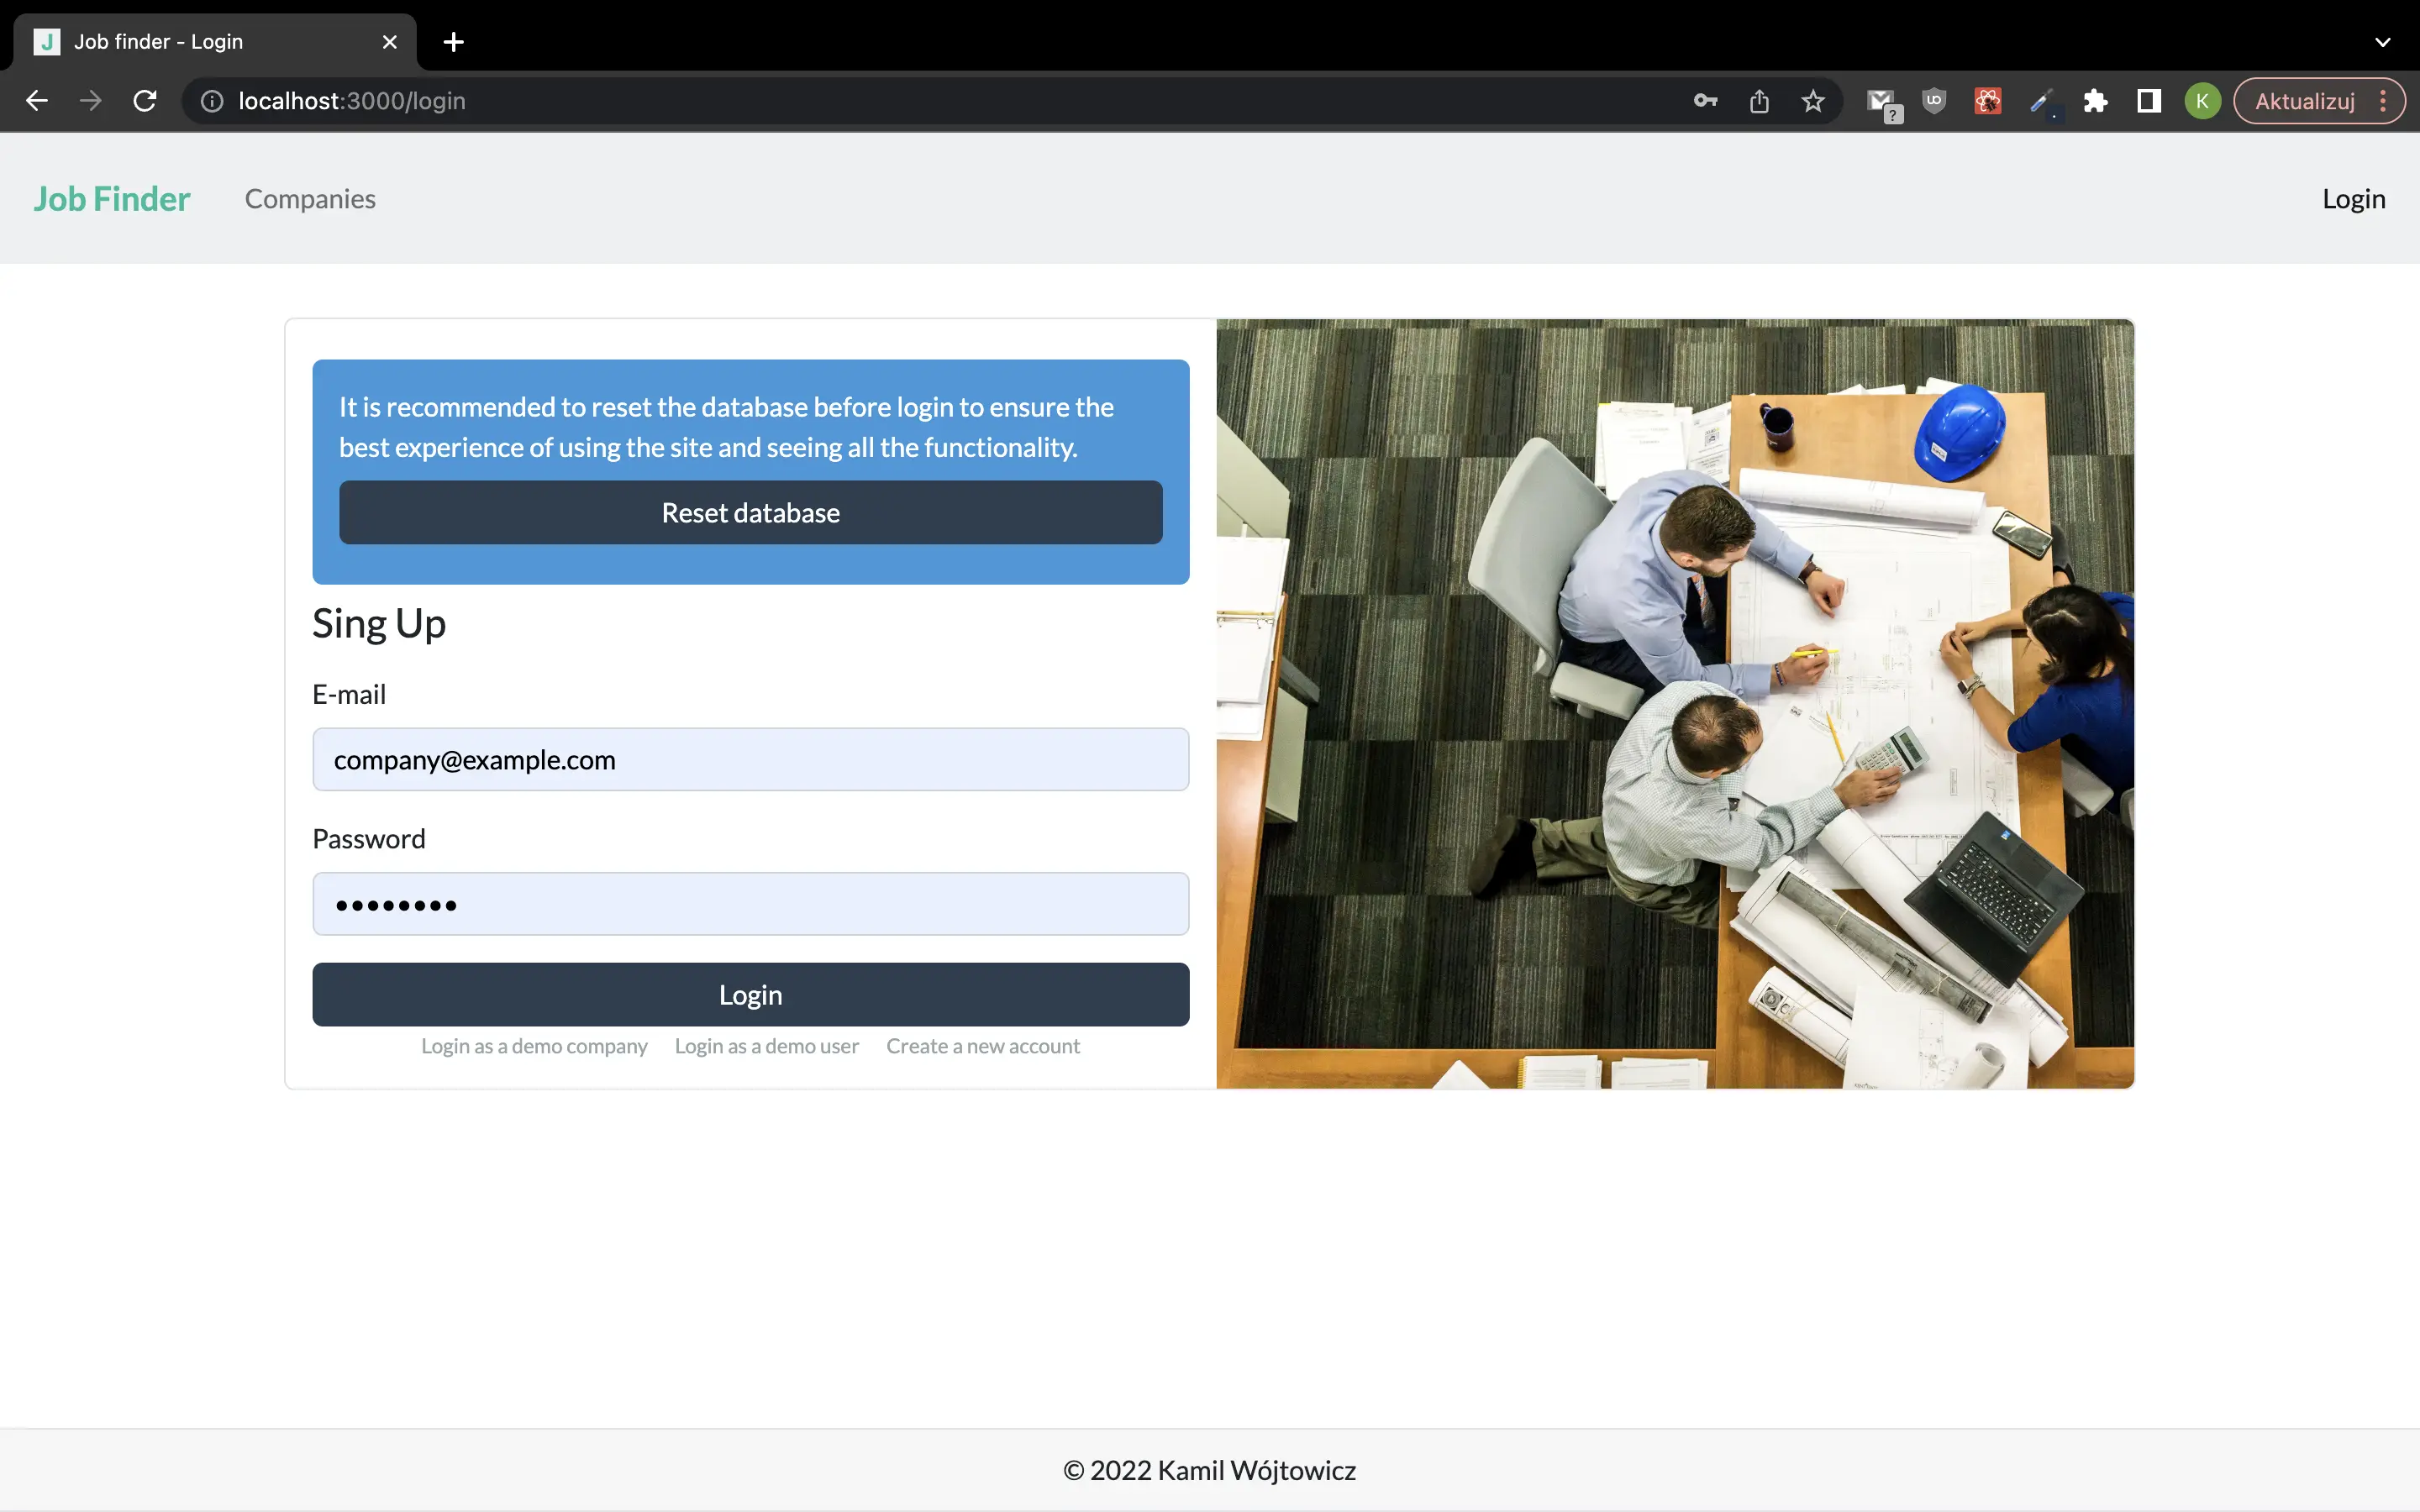 Job finder - Login
localhost:3000/login
K
Aktualizuj
Job Finder
Companies
Login
It is recommended to reset the database before login to ensure the
best experience of using the site and seeing all the functionality.
Reset database
Sing Up
E-mail
company@example.com
Password
Login
Login as a demo company
Login as a demo user
Create a new account
© 2022 Kamil Wójtowicz